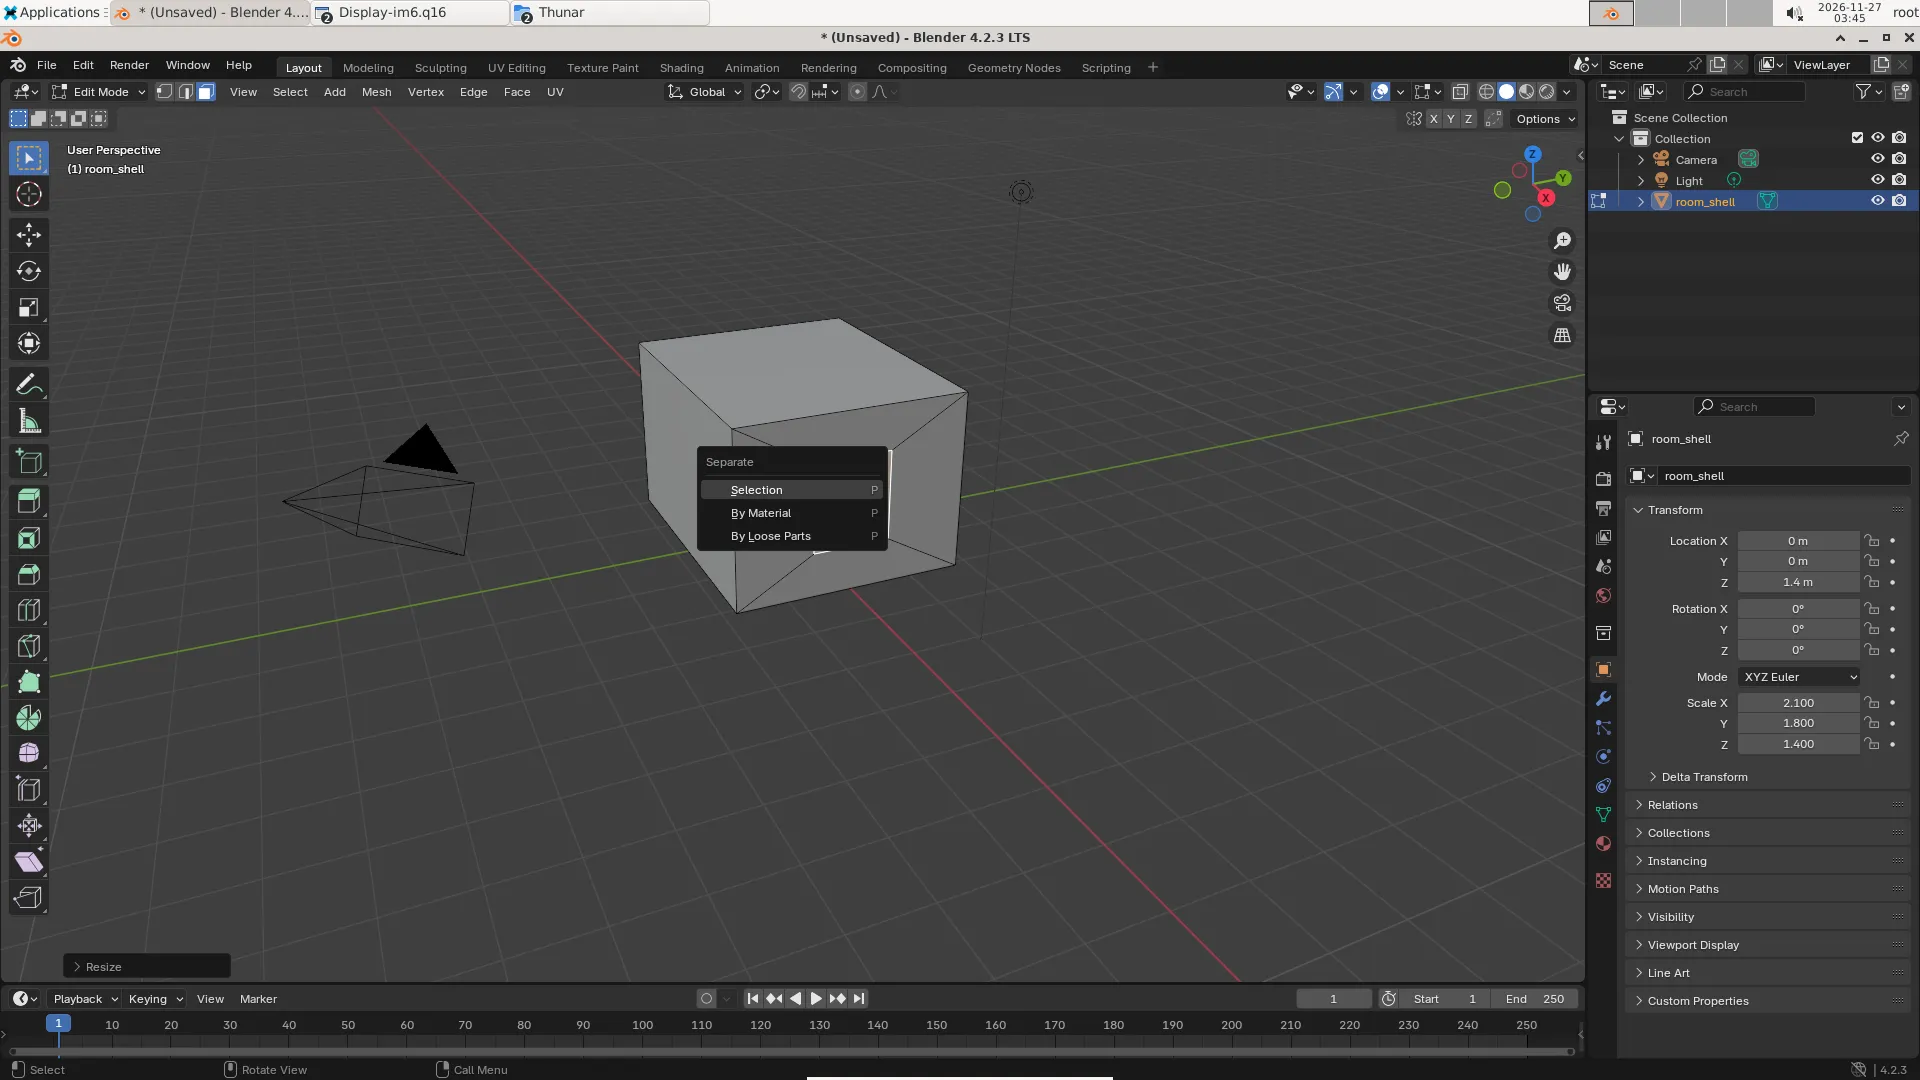 Applications
* (Unsaved) - Blender 4....
Display-im6.q16
Thunar
2026-11-27
03:45
root
* (Unsaved) - Blender 4.2.3 LTS
File Edit Render Window Help
Layout Modeling Sculpting UV Editing Texture Paint Shading Animation Rendering Compositing Geometry Nodes Scripting
Scene
ViewLayer
Edit Mode View Select Add Mesh Vertex Edge Face UV
Global
Search
X Y Z Options
User Perspective
(1) room_shell
Z
Y
X
Scene Collection
Collection
Camera
Light
room_shell
Separate
Selection P
By Material P
By Loose Parts P
Search
room_shell
room_shell
Transform
Location X 0 m
Y 0 m
Z 1.4 m
Rotation X 0°
Y 0°
Z 0°
Mode XYZ Euler
Scale X 2.100
Y 1.800
Z 1.400
Delta Transform
Relations
Collections
Instancing
Motion Paths
Visibility
Viewport Display
Line Art
Custom Properties
Resize
Playback Keying View Marker
1 Start 1 End 250
1 10 20 30 40 50 60 70 80 90 100 110 120 130 140 150 160 170 180 190 200 210 220 230 240 250
Select Rotate View Call Menu
4.2.3